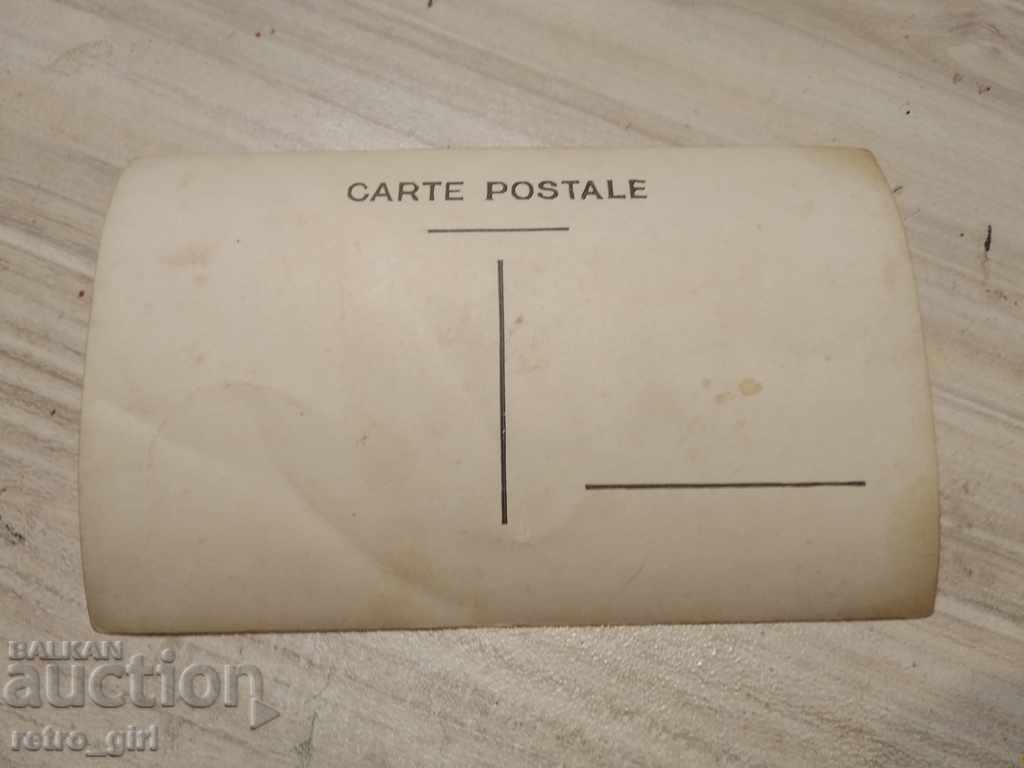 CARTE POSTALE
BALKAN
auction
retro_girl